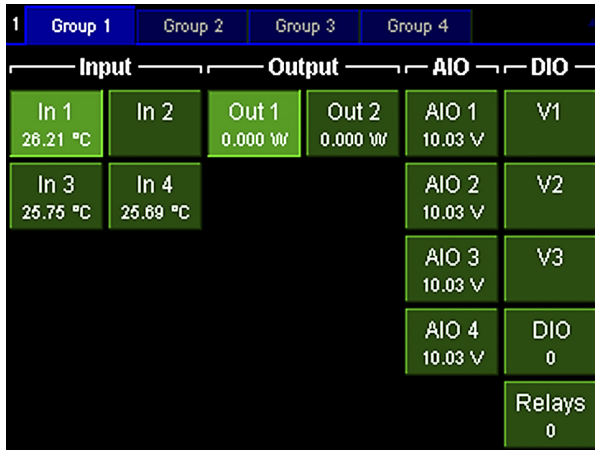 1 Group 1 Group 2 Group 3 Group 4
Input Output AIO DIO
In 1 In 2 Out 1 Out 2 AIO 1 V1
26.21 ºC 0.000 W 0.000 W 10.03 V
In 3 In 4 AIO 2 V2
25.75 ºC 25.69 ºC 10.03 V
AIO 3 V3
10.03 V
AIO 4 DIO
10.03 V 0
Relays
0